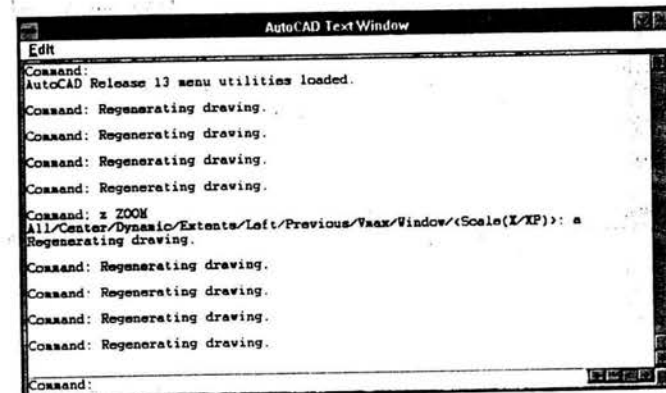 AutoCAD Text Window
Edit
Command:
AutoCAD Release 13 menu utilities loaded.
Command: Regenerating drawing.
Command: Regenerating drawing.
Command: Regenerating drawing.
Command: Regenerating drawing.
Command: z ZOOM
All/Center/Dynamic/Extents/Left/Previous/Vmax/Window/<Scale(X/XP)>: a
Regenerating drawing.
Command: Regenerating drawing.
Command: Regenerating drawing.
Command: Regenerating drawing.
Command: Regenerating drawing.
Command: